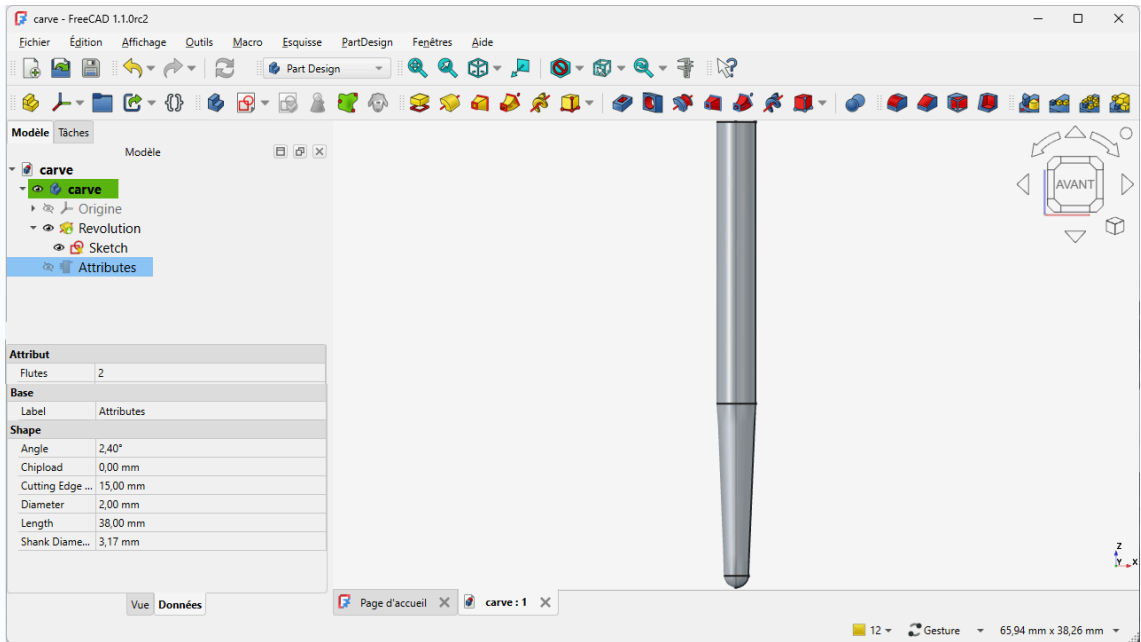 carve - FreeCAD 1.1.0rc2
Fichier Édition Affichage Outils Macro Esquisse PartDesign Fenêtres Aide
Part Design
Modèle Tâches
Modèle
carve
carve
Origine
Revolution
Sketch
Attributes
AVANT
Attribut
Flutes 2
Base
Label Attributes
Shape
Angle 2,40°
Chipload 0,00 mm
Cutting Edge ... 15,00 mm
Diameter 2,00 mm
Length 38,00 mm
Shank Diame... 3,17 mm
Z
Y X
Vue Données
Page d'accueil carve : 1
12 Gesture 65,94 mm x 38,26 mm